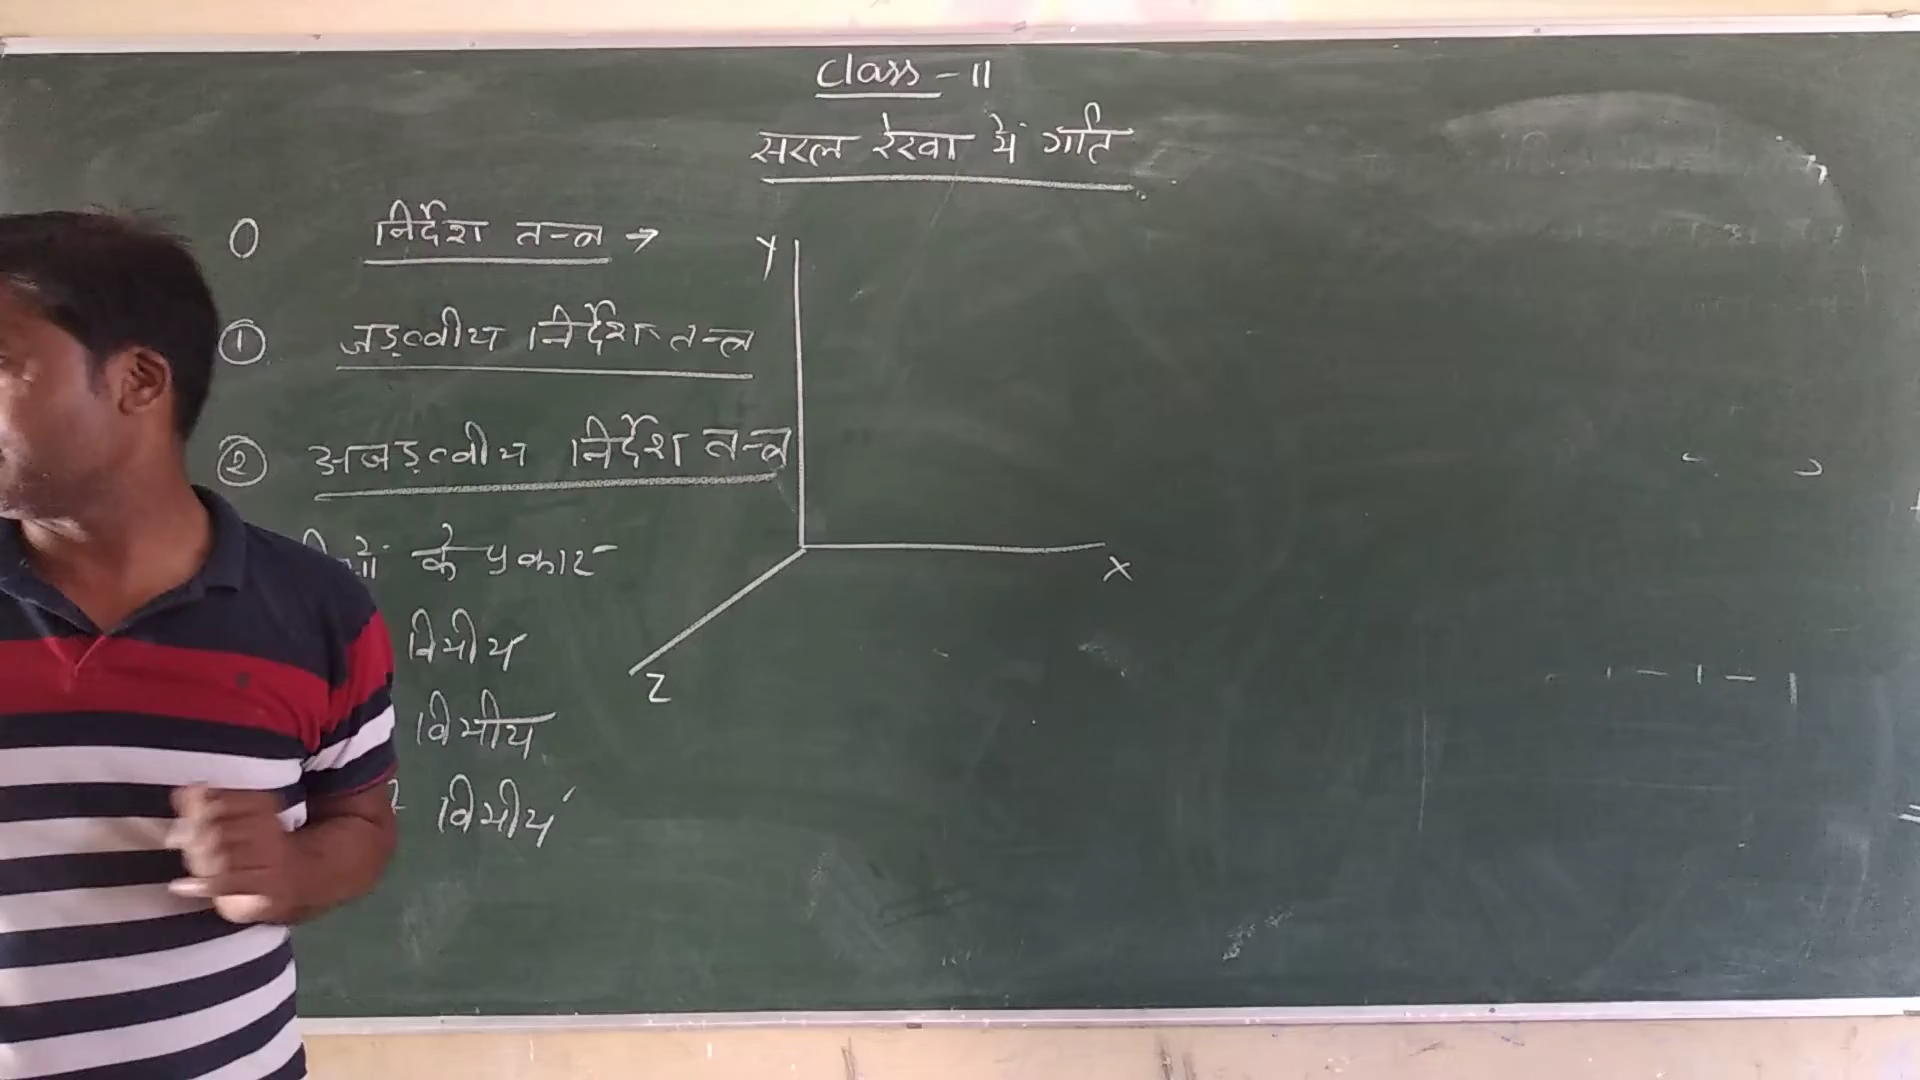 Class - 11
सरल रेखा में गति
0 निर्देश तन्त्र →
① जड़त्वीय निर्देश तन्त्र
② अजड़त्वीय निर्देश तन्त्र
के प्रकार
विमीय
विमीय
विमीय
Y
X
Z